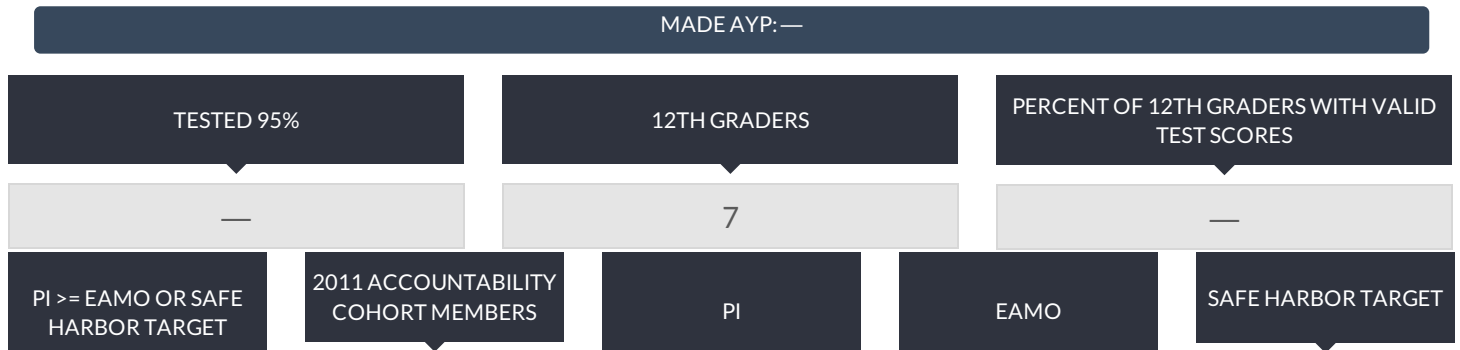 MADE AYP: —
TESTED 95%
12TH GRADERS
PERCENT OF 12TH GRADERS WITH VALID
TEST SCORES
—
7
—
PI >= EAMO OR SAFE
HARBOR TARGET
2011 ACCOUNTABILITY
COHORT MEMBERS
PI
EAMO
SAFE HARBOR TARGET